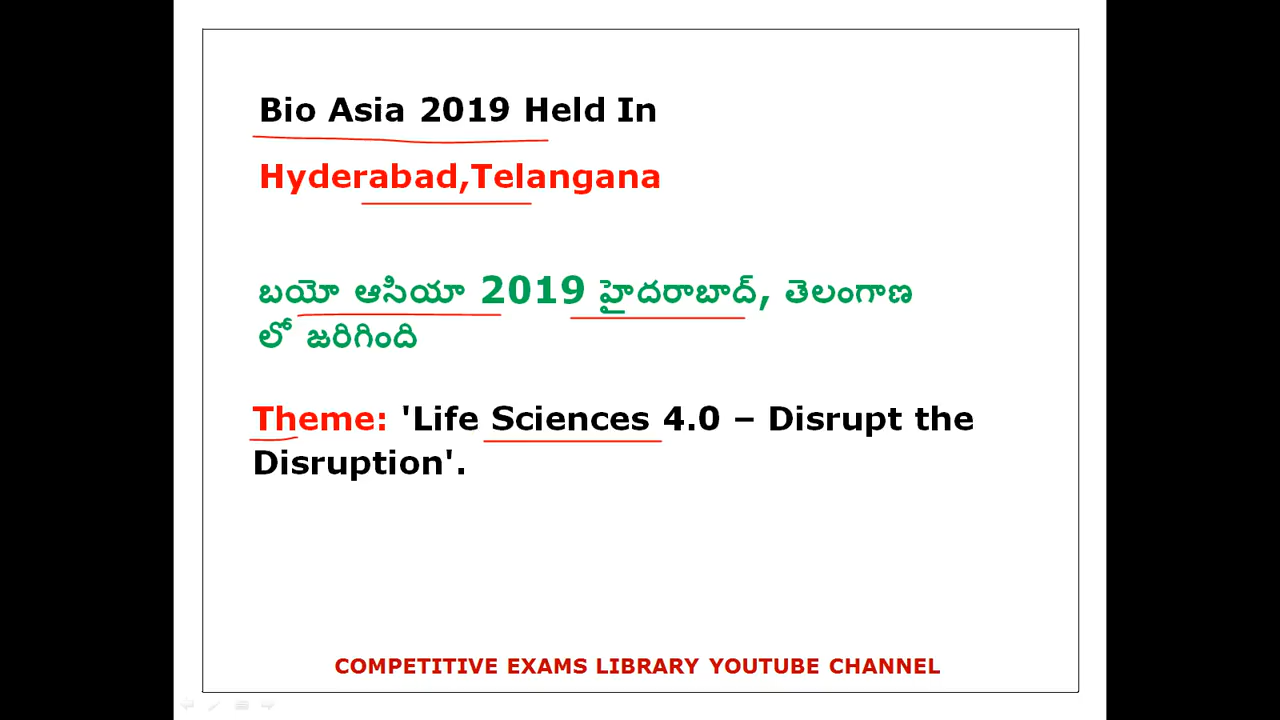 Bio Asia 2019 Held In
Hyderabad,Telangana
బయో ఆసియా 2019 హైదరాబాద్, తెలంగాణ
లో జరిగింది
Theme: 'Life Sciences 4.0 – Disrupt the
Disruption'.
COMPETITIVE EXAMS LIBRARY YOUTUBE CHANNEL